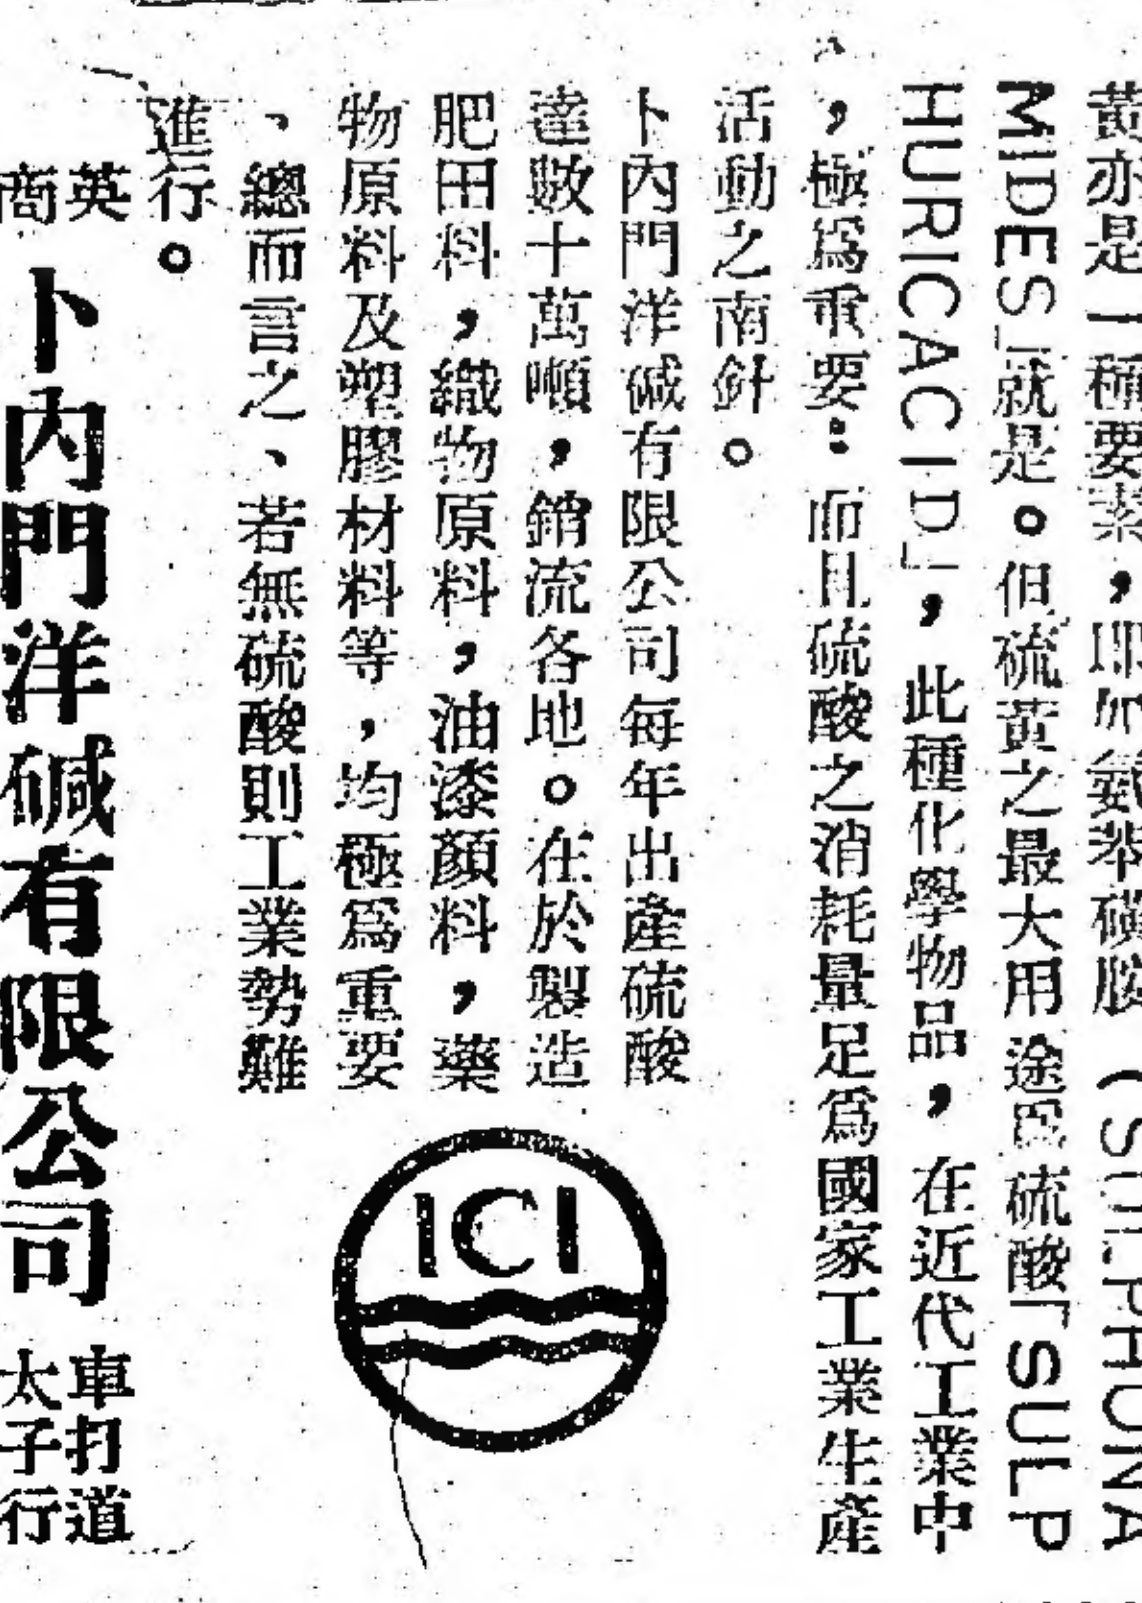 黃亦是一種要素，即如氨苯磺胺（SULPHONA
MIDES」就是。但硫黃之最大用途爲硫酸「SULP
HURICACID」，此種化學物品，在近代工業中
，極爲重要：而且硫酸之消耗量足爲國家工業生產
活動之南針。
卜內門洋碱有限公司每年出產硫酸
達數十萬噸，銷流各地。在於製造
肥田料，織物原料，油漆顏料，藥
物原料及塑膠材料等，均極爲重要
、總而言之、若無硫酸則工業勢難
進行。
ICI
英商
卜內門洋碱有限公司
車打道
太子行